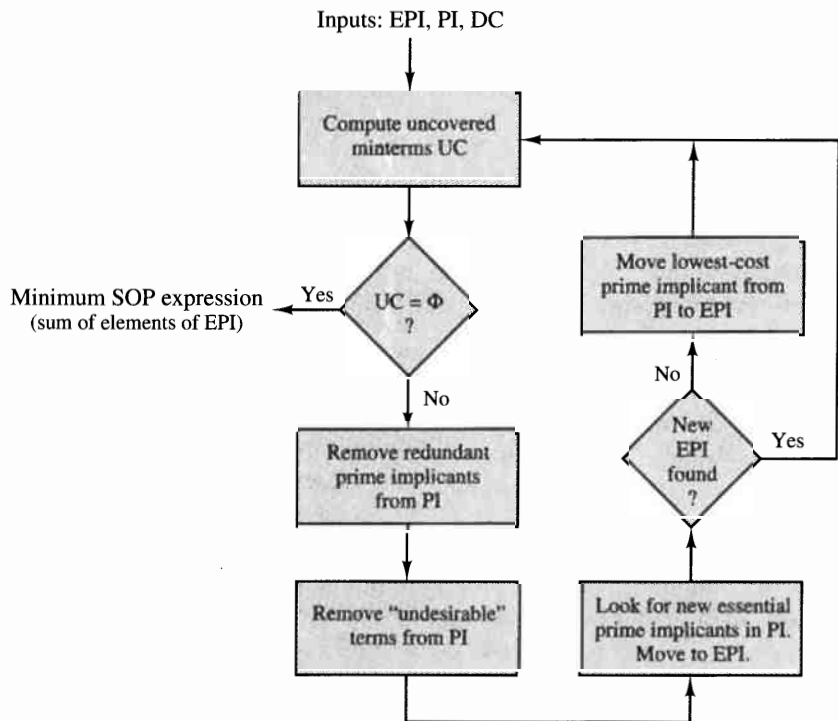 Inputs: EPI, PI, DC
Compute uncovered
minterms UC
UC = Φ
?
Yes
Minimum SOP expression
(sum of elements of EPI)
No
Remove redundant
prime implicants
from PI
Remove “undesirable”
terms from PI
Look for new essential
prime implicants in PI.
Move to EPI.
New
EPI
found
?
Yes
No
Move lowest-cost
prime implicant from
PI to EPI